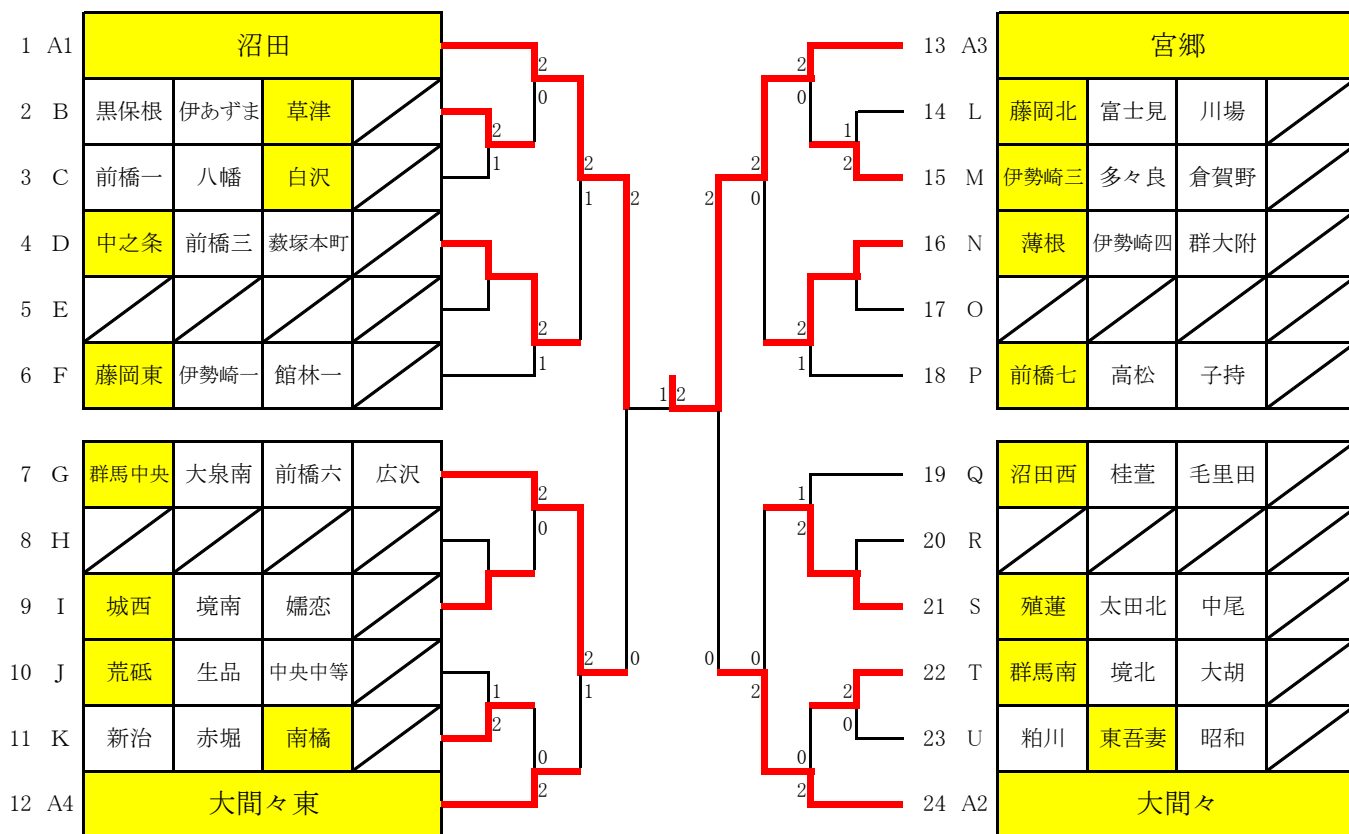 1 A1 沼田
2 B 黒保根 伊あずま 草津
3 C 前橋一 八幡 白沢
4 D 中之条 前橋三 薮塚本町
5 E
6 F 藤岡東 伊勢崎一 館林一
7 G 群馬中央 大泉南 前橋六 広沢
8 H
9 I 城西 境南 嬬恋
10 J 荒砥 生品 中央中等
11 K 新治 赤堀 南橘
12 A4 大間々東
2
0
2
1
2
1
2
2
1
2
0
2
1
1
2
0
2
0
1 2
2
0
1
2
2
0
2
2
1
1
2
0
2
0
2
0
0
2
13 A3 宮郷
14 L 藤岡北 富士見 川場
15 M 伊勢崎三 多々良 倉賀野
16 N 薄根 伊勢崎四 群大附
17 O
18 P 前橋七 高松 子持
19 Q 沼田西 桂萱 毛里田
20 R
21 S 殖蓮 太田北 中尾
22 T 群馬南 境北 大胡
23 U 粕川 東吾妻 昭和
24 A2 大間々